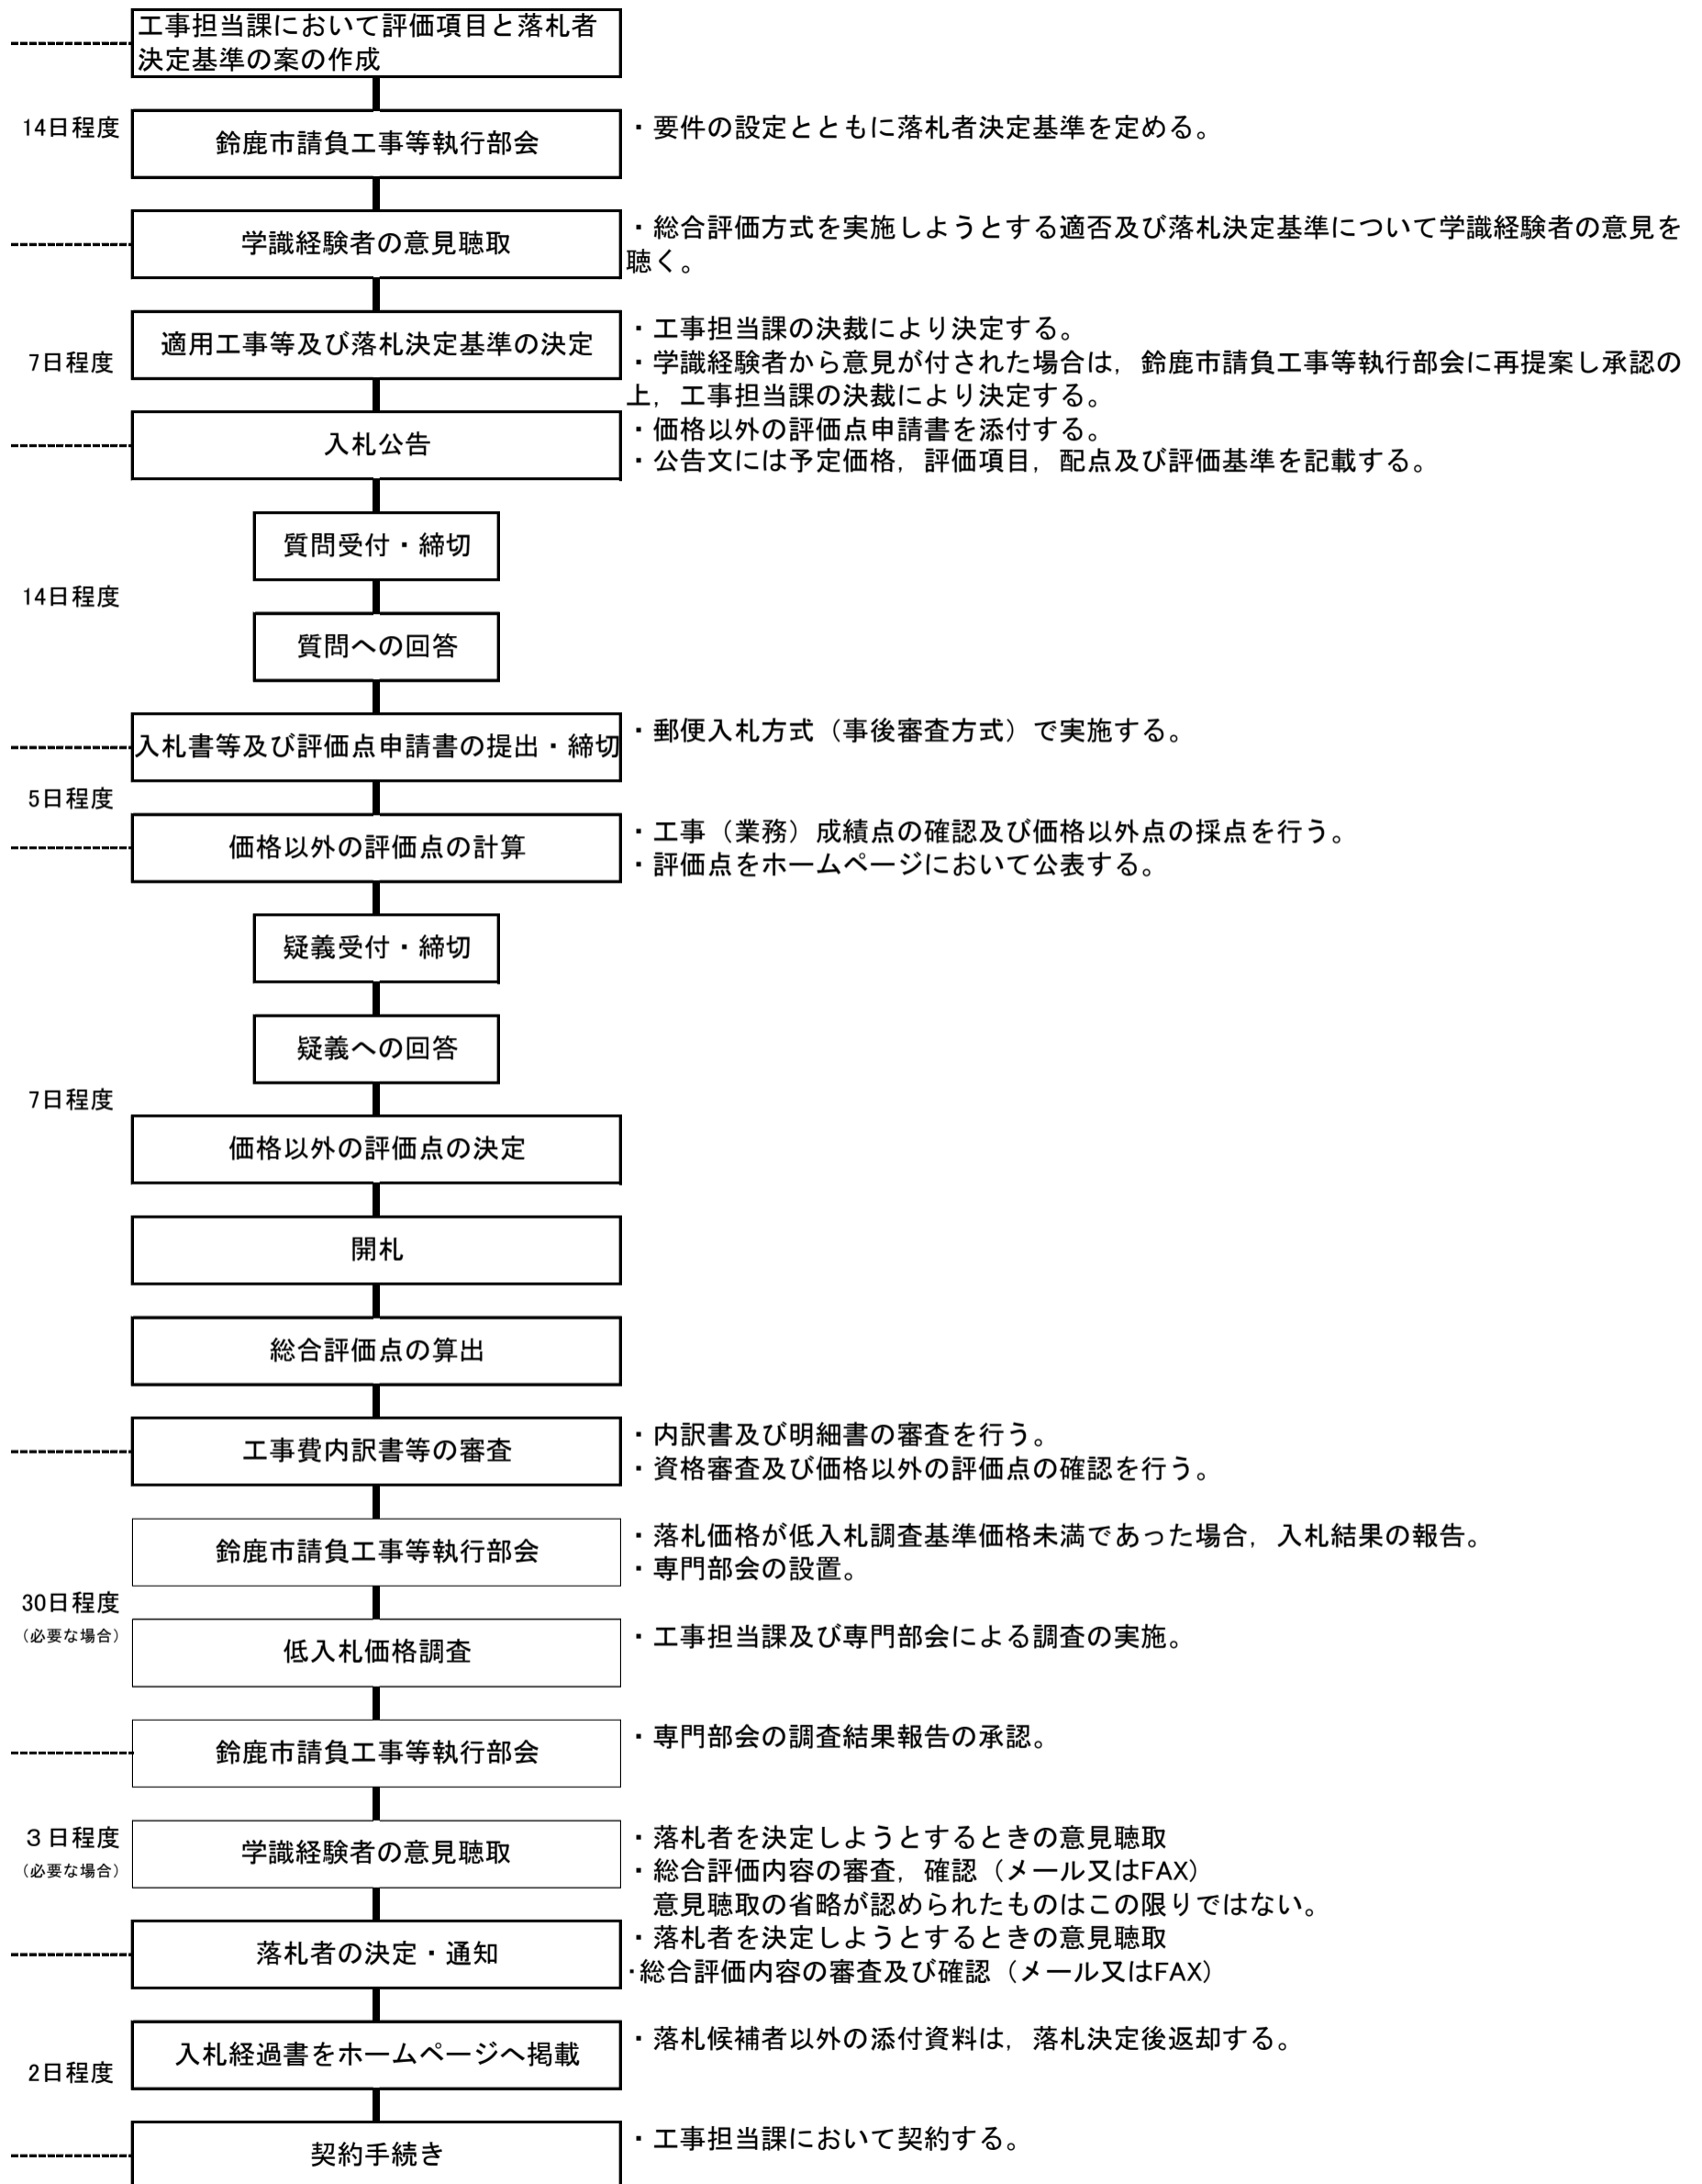 工事担当課において評価項目と落札者
決定基準の案の作成
14日程度
鈴鹿市請負工事等執行部会
・要件の設定とともに落札者決定基準を定める。
学識経験者の意見聴取
・総合評価方式を実施しようとする適否及び落札決定基準について学識経験者の意見を
聴く。
7日程度
適用工事等及び落札決定基準の決定
・工事担当課の決裁により決定する。
・学識経験者から意見が付された場合は，鈴鹿市請負工事等執行部会に再提案し承認の
上，工事担当課の決裁により決定する。
入札公告
・価格以外の評価点申請書を添付する。
・公告文には予定価格，評価項目，配点及び評価基準を記載する。
質問受付・締切
14日程度
質問への回答
入札書等及び評価点申請書の提出・締切
・郵便入札方式（事後審査方式）で実施する。
5日程度
価格以外の評価点の計算
・工事（業務）成績点の確認及び価格以外点の採点を行う。
・評価点をホームページにおいて公表する。
疑義受付・締切
疑義への回答
7日程度
価格以外の評価点の決定
開札
総合評価点の算出
工事費内訳書等の審査
・内訳書及び明細書の審査を行う。
・資格審査及び価格以外の評価点の確認を行う。
鈴鹿市請負工事等執行部会
・落札価格が低入札調査基準価格未満であった場合，入札結果の報告。
・専門部会の設置。
30日程度
（必要な場合）
低入札価格調査
・工事担当課及び専門部会による調査の実施。
鈴鹿市請負工事等執行部会
・専門部会の調査結果報告の承認。
３日程度
（必要な場合）
学識経験者の意見聴取
・落札者を決定しようとするときの意見聴取
・総合評価内容の審査，確認（メール又はFAX）
意見聴取の省略が認められたものはこの限りではない。
落札者の決定・通知
・落札者を決定しようとするときの意見聴取
・総合評価内容の審査及び確認（メール又はFAX）
2日程度
入札経過書をホームページへ掲載
・落札候補者以外の添付資料は，落札決定後返却する。
契約手続き
・工事担当課において契約する。